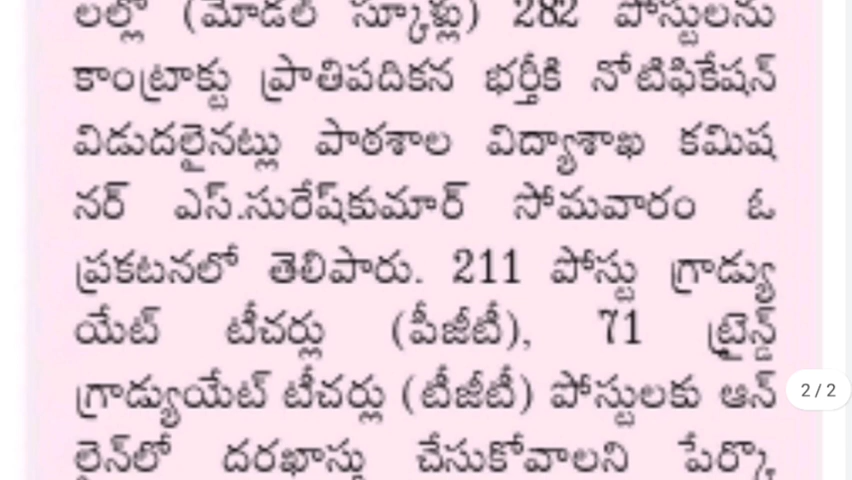 లల్లో (మోడల్ స్కూళ్లు) 282 పోస్టులను
కాంట్రాక్టు ప్రాతిపదికన భర్తీకి నోటిఫికేషన్
విడుదలైనట్లు పాఠశాల విద్యాశాఖ కమిష
నర్ ఎస్.సురేష్‌కుమార్ సోమవారం ఓ
ప్రకటనలో తెలిపారు. 211 పోస్టు గ్రాడ్యు
యేట్ టీచర్లు (పీజీటీ), 71 ట్రైన్డ్
గ్రాడ్యుయేట్ టీచర్లు (టీజీటీ) పోస్టులకు ఆన్
లైన్‌లో దరఖాస్తు చేసుకోవాలని పేర్కొ
2 / 2